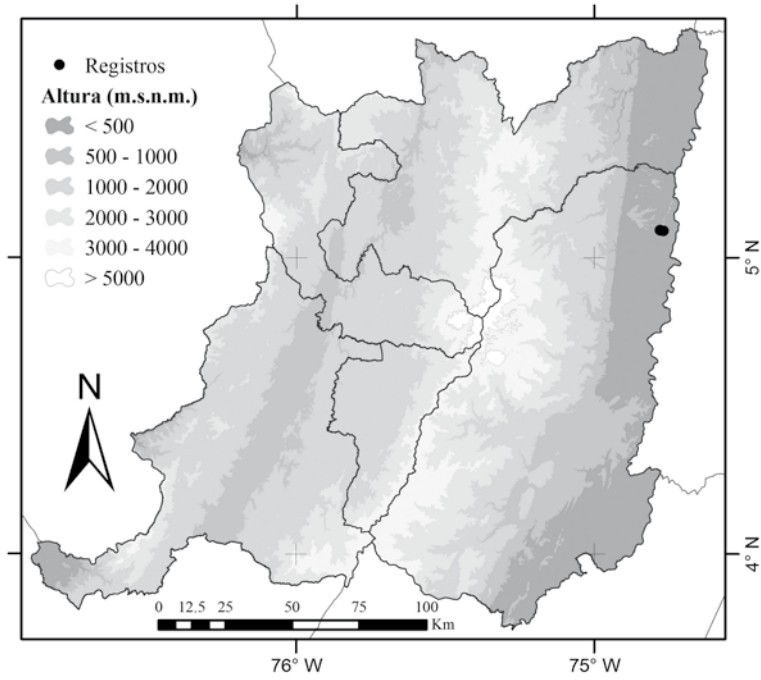 Registros
Altura (m.s.n.m.)
< 500
500 - 1000
1000 - 2000
2000 - 3000
3000 - 4000
> 5000
5° N
N
4° N
0 12.5 25 50 75 100
Km
76° W 75° W